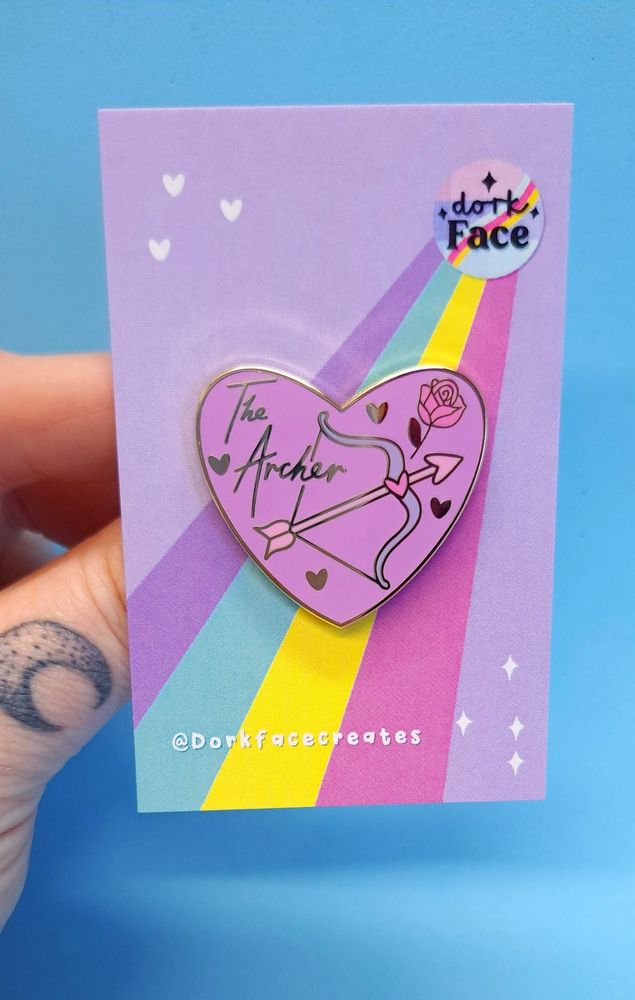 dork
Face
The
Archer
@Dorkfacecreates